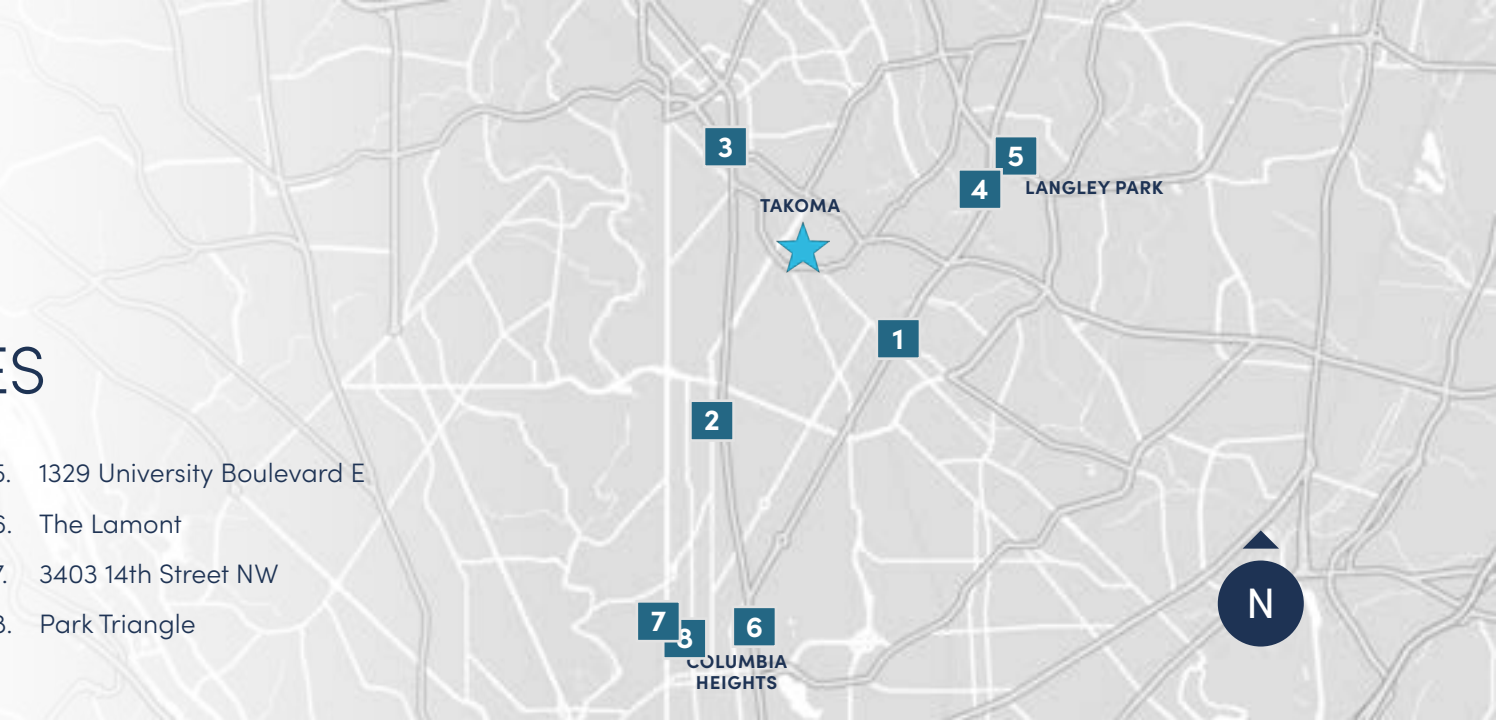 ES
5. 1329 University Boulevard E
6. The Lamont
7. 3403 14th Street NW
8. Park Triangle
3
5
4
LANGLEY PARK
TAKOMA
1
2
7
8
6
COLUMBIA
HEIGHTS
N